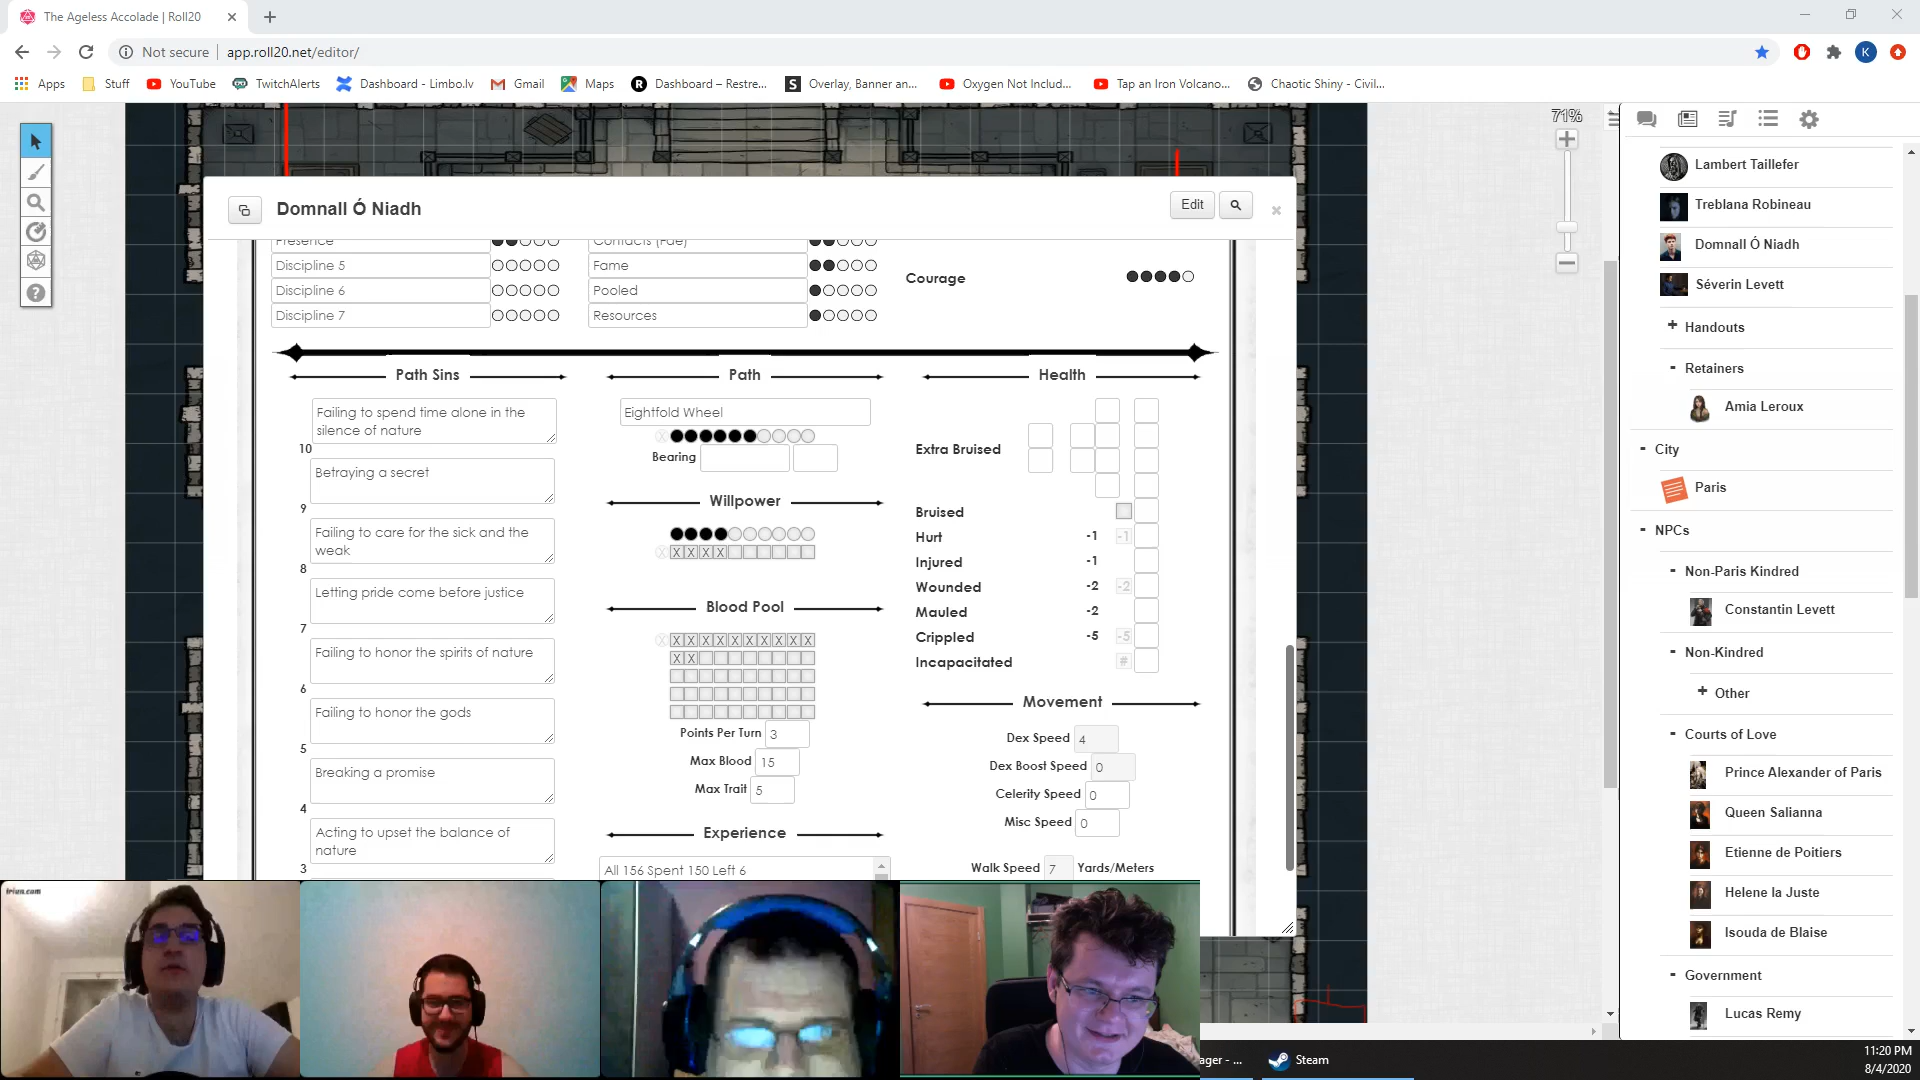 The Ageless Accolade | Roll20
Not secure
app.roll20.net/editor/
K
Apps
Stuff
YouTube
TwitchAlerts
Dashboard - Limbo.lv
Gmail
Maps
Dashboard – Restre...
Overlay, Banner an...
Oxygen Not Includ...
Tap an Iron Volcano...
Chaotic Shiny - Civil...
71%
Domnall Ó Niadh
Edit
Presence
Discipline 5
Discipline 6
Discipline 7
Contacts (Fae)
Fame
Pooled
Resources
Courage
Path Sins
Failing to spend time alone in the
silence of nature
10
Betraying a secret
9
Failing to care for the sick and the
weak
8
Letting pride come before justice
7
Failing to honor the spirits of nature
6
Failing to honor the gods
5
Breaking a promise
4
Acting to upset the balance of
nature
3
Path
Eightfold Wheel
Bearing
Willpower
X X X X
Blood Pool
X X X X X X X X X X
X X
Points Per Turn 3
Max Blood 15
Max Trait 5
Experience
All 156 Spent 150 Left 6
Health
Extra Bruised
Bruised
Hurt -1 -1
Injured -1
Wounded -2 -2
Mauled -2
Crippled -5 -5
Incapacitated #
Movement
Dex Speed 4
Dex Boost Speed 0
Celerity Speed 0
Misc Speed 0
Walk Speed 7 Yards/Meters
Lambert Taillefer
Treblana Robineau
Domnall Ó Niadh
Séverin Levett
+ Handouts
- Retainers
Amia Leroux
- City
Paris
- NPCs
- Non-Paris Kindred
Constantin Levett
- Non-Kindred
+ Other
- Courts of Love
Prince Alexander of Paris
Queen Salianna
Etienne de Poitiers
Helene la Juste
Isouda de Blaise
- Government
Lucas Remy
ager - ...
Steam
11:20 PM
8/4/2020